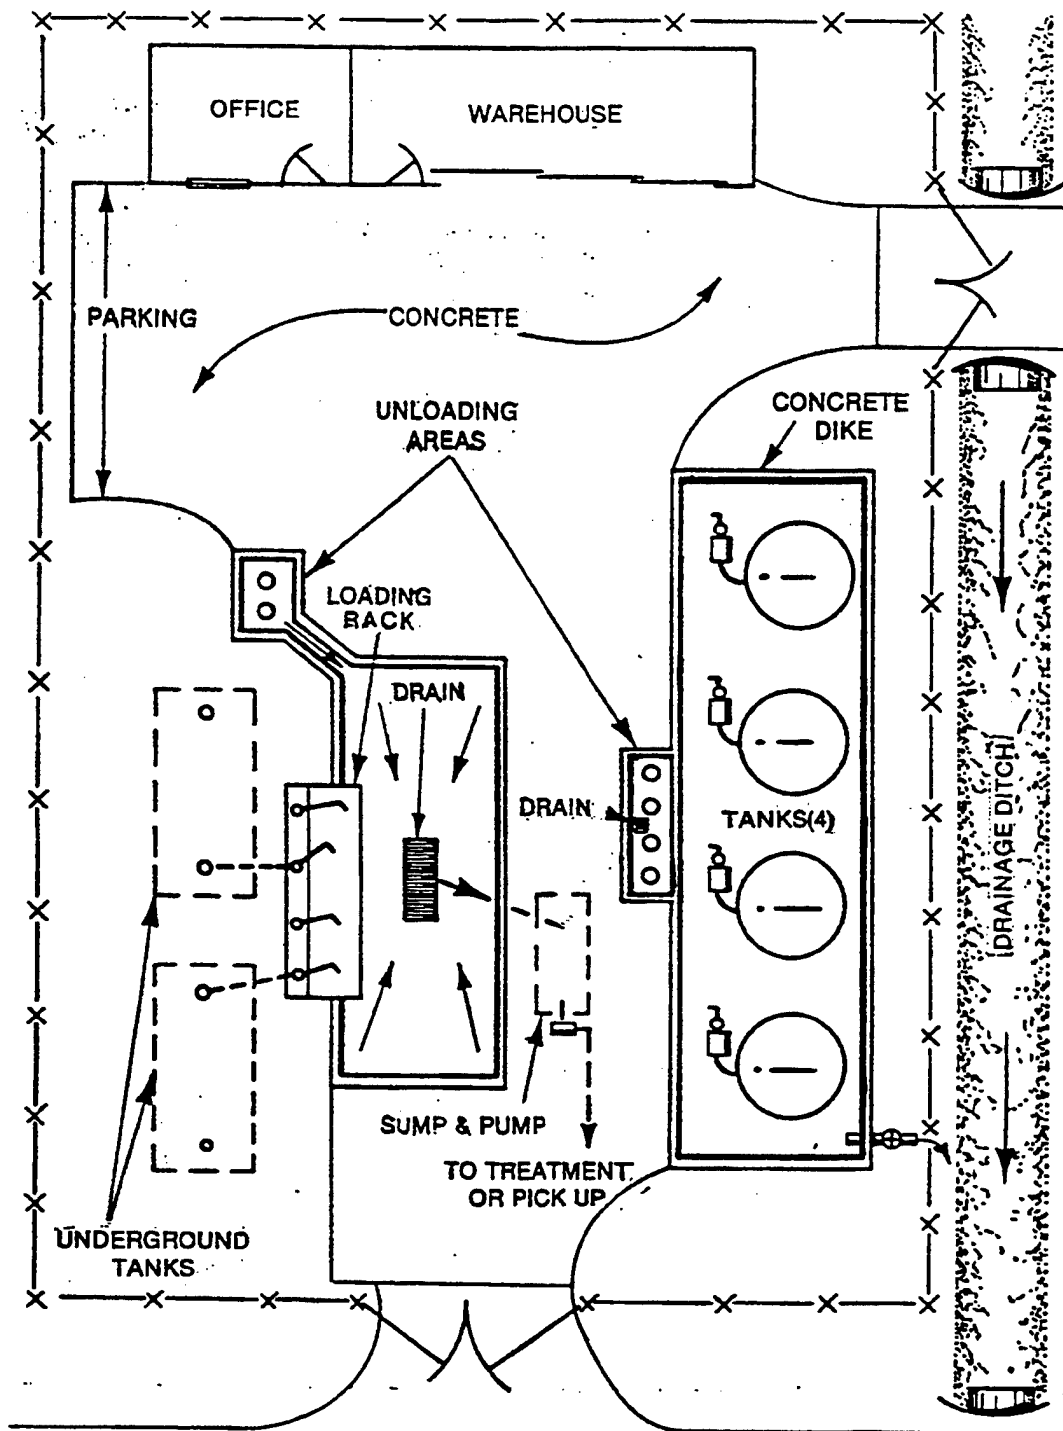 OFFICE
WAREHOUSE
PARKING
CONCRETE
UNLOADING
AREAS
CONCRETE
DIKE
LOADING
RACK
DRAIN
DRAIN
TANKS(4)
DRAINAGE DITCH
SUMP & PUMP
TO TREATMENT
OR PICK UP
UNDERGROUND
TANKS